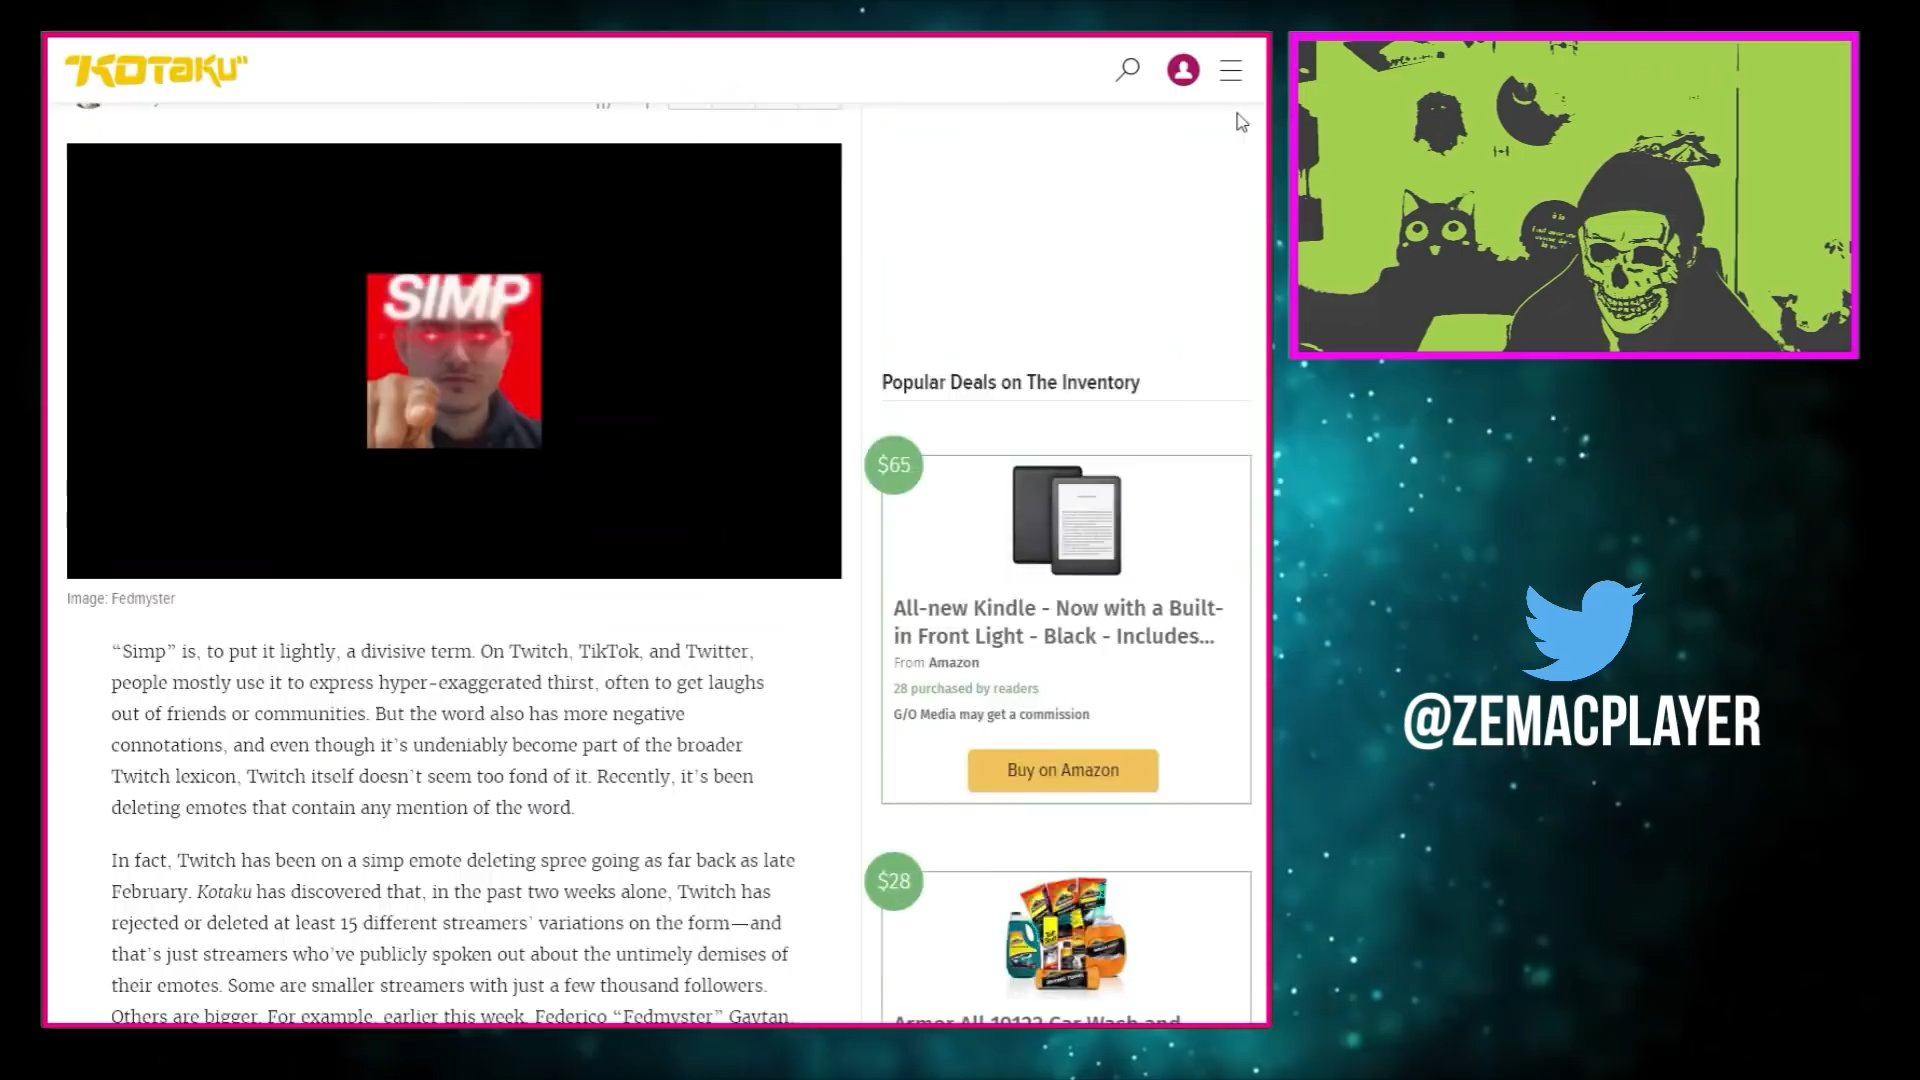 "KOTAKU"
SIMP
Image: Fedmyster
“Simp” is, to put it lightly, a divisive term. On Twitch, TikTok, and Twitter,
people mostly use it to express hyper-exaggerated thirst, often to get laughs
out of friends or communities. But the word also has more negative
connotations, and even though it’s undeniably become part of the broader
Twitch lexicon, Twitch itself doesn’t seem too fond of it. Recently, it’s been
deleting emotes that contain any mention of the word.
In fact, Twitch has been on a simp emote deleting spree going as far back as late
February. Kotaku has discovered that, in the past two weeks alone, Twitch has
rejected or deleted at least 15 different streamers’ variations on the form—and
that’s just streamers who’ve publicly spoken out about the untimely demises of
their emotes. Some are smaller streamers with just a few thousand followers.
Others are bigger. For example, earlier this week, Federico “Fedmyster” Gaytan,
Popular Deals on The Inventory
$65
All-new Kindle - Now with a Built-
in Front Light - Black - Includes...
From Amazon
28 purchased by readers
G/O Media may get a commission
Buy on Amazon
$28
Armor All 19123 Car Wash and
@ZEMACPLAYER